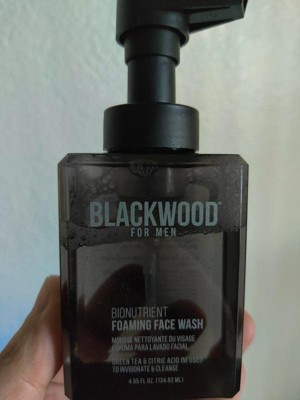 BLACKWOOD™
FOR MEN
BIONUTRIENT
FOAMING FACE WASH
MOUSSE NETTOYANTE DU VISAGE
ESPUMA PARA LAVADO FACIAL
GREEN TEA & CITRIC ACID INFUSED
TO INVIGORATE & CLEANSE
4.55 FL OZ. (134.62 ML)